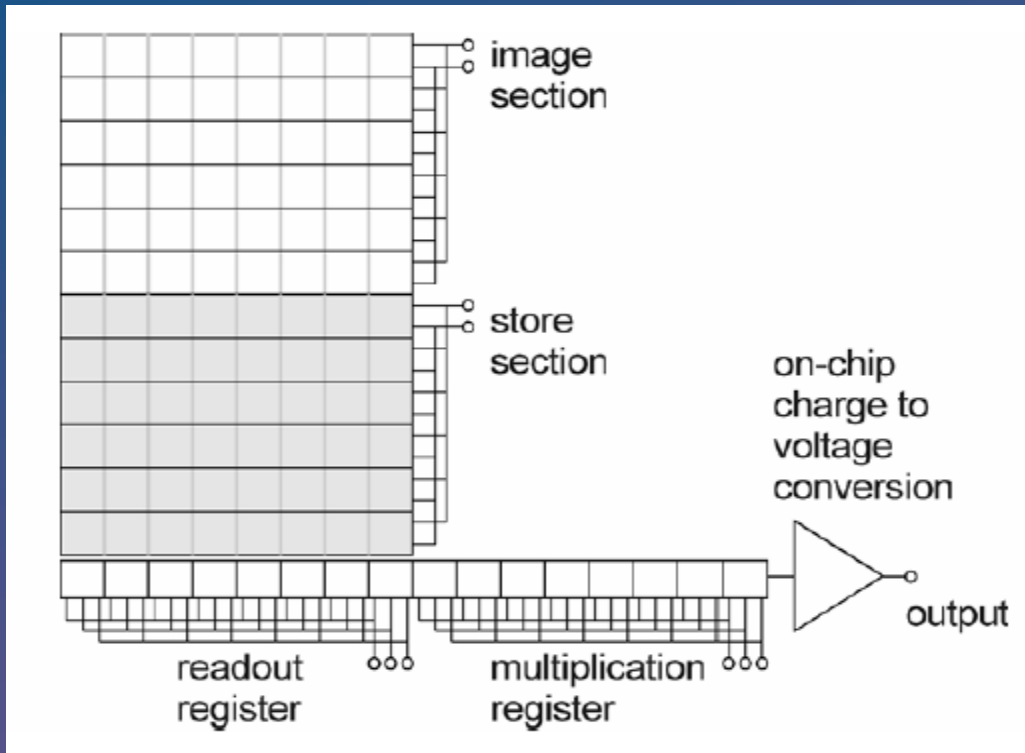 image
section
store
section
on-chip
charge to
voltage
conversion
output
readout
register
multiplication
register